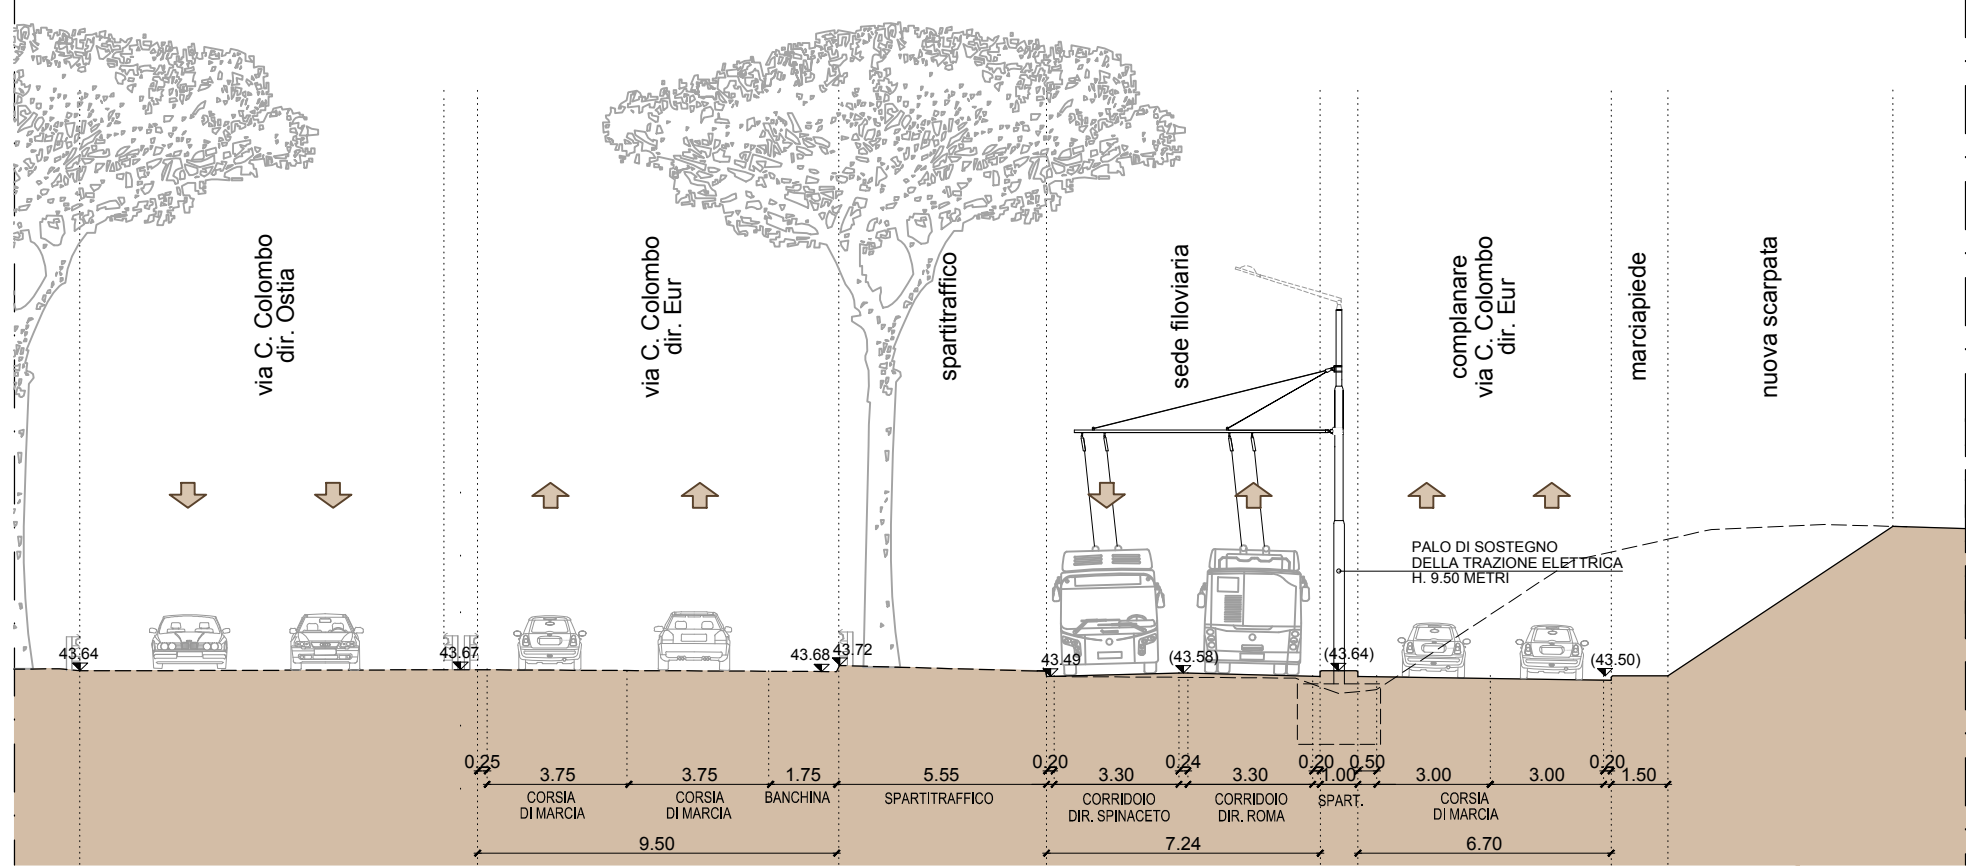 via C. Colombo
dir. Ostia
via C. Colombo
dir. Eur
spartitraffico
sede filoviaria
complanare
via C. Colombo
dir. Eur
marciapiede
nuova scarpata
PALO DI SOSTEGNO
DELLA TRAZIONE ELETTRICA
H. 9.50 METRI
43.64
43.67
43.68
43.72
43.49
(43.58)
(43.64)
(43.50)
0.25
3.75
3.75
1.75
5.55
0.20
3.30
0.24
3.30
0.20
1.00
0.50
3.00
3.00
0.20
1.50
CORSIA
DI MARCIA
CORSIA
DI MARCIA
BANCHINA
SPARTITRAFFICO
CORRIDOIO
DIR. SPINACETO
CORRIDOIO
DIR. ROMA
SPART.
CORSIA
DI MARCIA
9.50
7.24
6.70